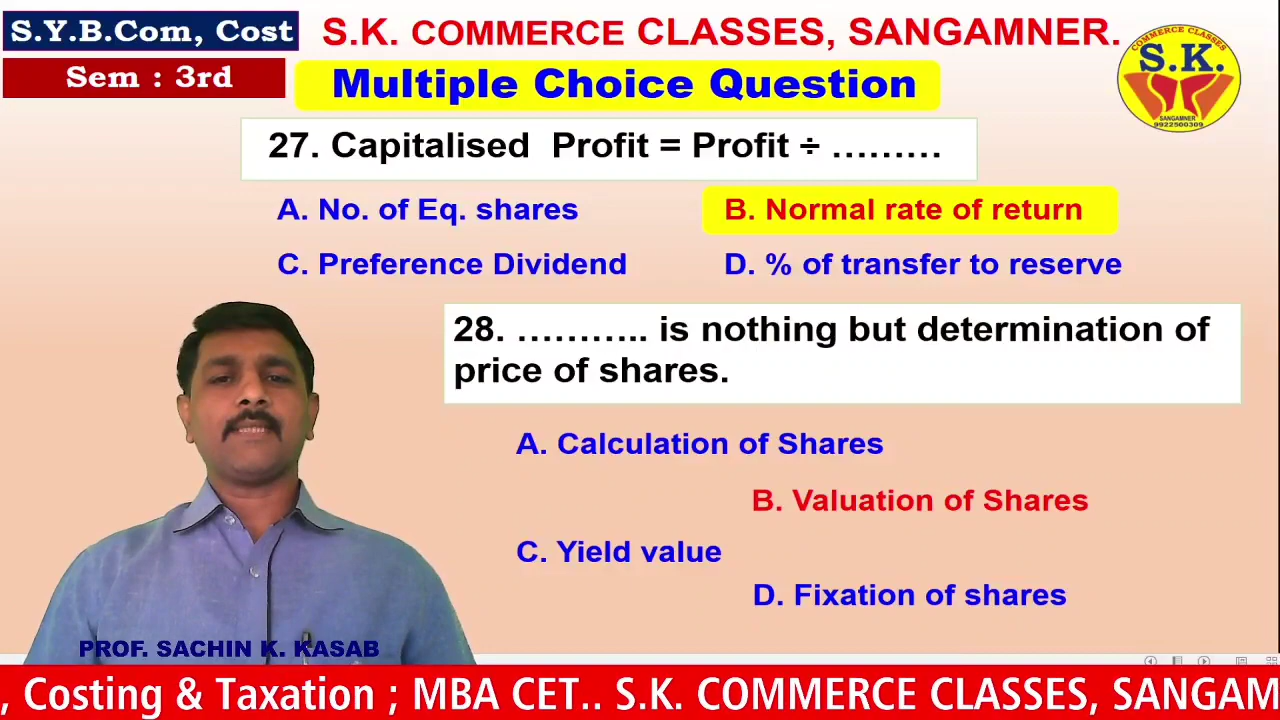 S.Y.B.Com, Cost
S.K. COMMERCE CLASSES, SANGAMNER.
Sem : 3rd
Multiple Choice Question
COMMERCE CLASSES
S.K.
SANGAMNER
9922500309
27. Capitalised Profit = Profit ÷ ………
A. No. of Eq. shares
B. Normal rate of return
C. Preference Dividend
D. % of transfer to reserve
28. ……….. is nothing but determination of
price of shares.
A. Calculation of Shares
B. Valuation of Shares
C. Yield value
D. Fixation of shares
PROF. SACHIN K. KASAB
, Costing & Taxation ; MBA CET.. S.K. COMMERCE CLASSES, SANGAM